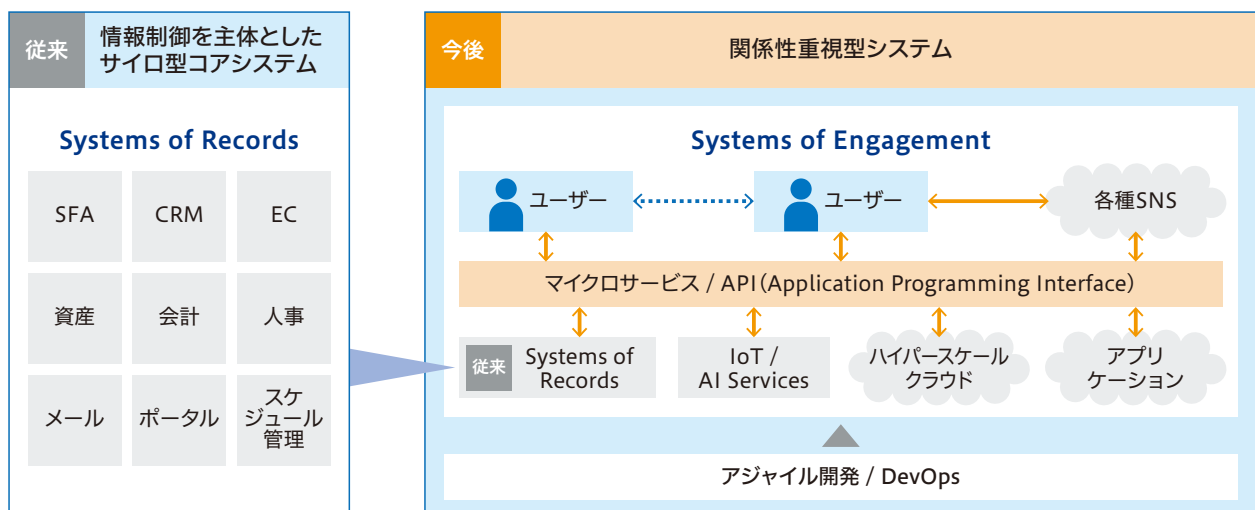 従来
情報制御を主体とした
サイロ型コアシステム
Systems of Records
SFA
CRM
EC
資産
会計
人事
メール
ポータル
スケ
ジュール
管理
今後
関係性重視型システム
Systems of Engagement
ユーザー
ユーザー
各種SNS
マイクロサービス / API（Application Programming Interface）
従来
Systems of
Records
IoT /
AI Services
ハイパースケール
クラウド
アプリ
ケーション
アジャイル開発 / DevOps